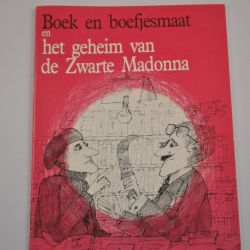 Boek en boefjesmaat
en
het geheim van
de Zwarte Madonna